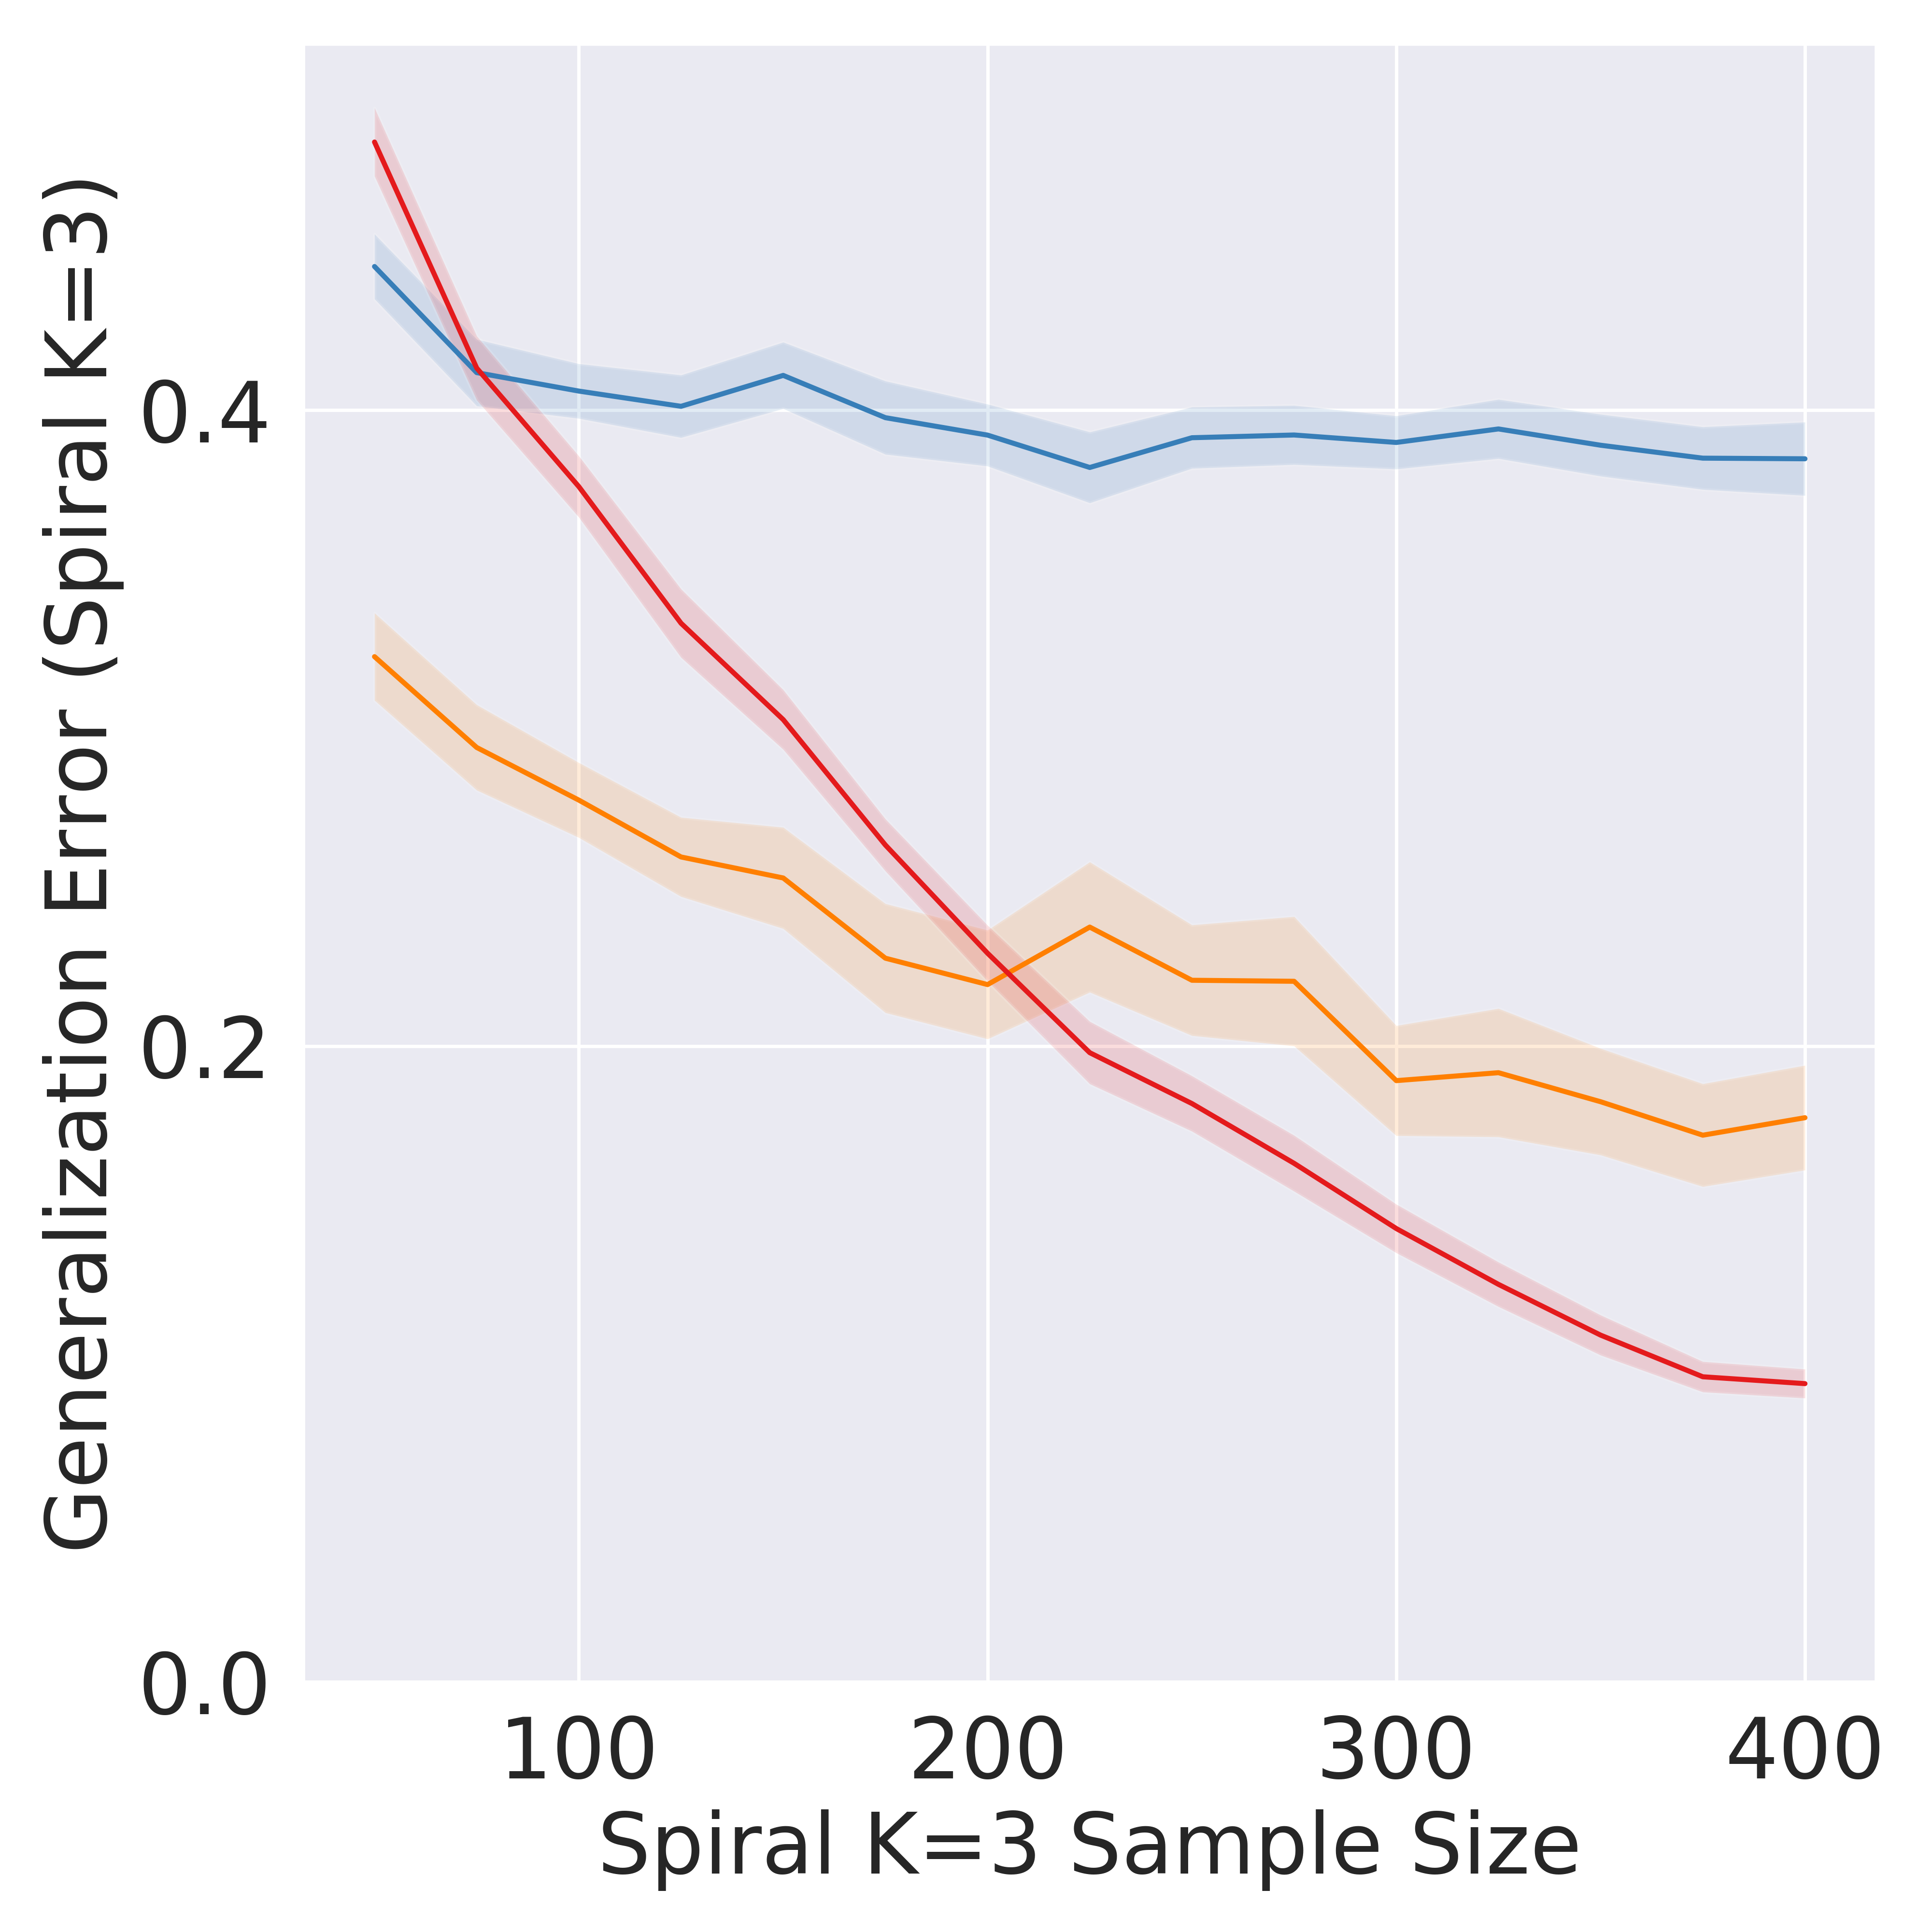 Generalization Error (Spiral K=3)
0.4
0.2
0.0
100 200 300 400
Spiral K=3 Sample Size